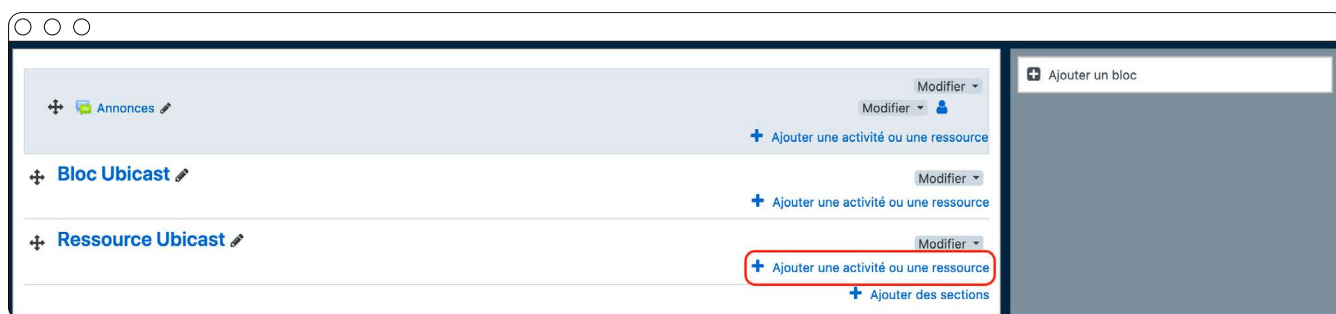 Modifier
Ajouter un bloc
Annonces
Modifier
Ajouter une activité ou une ressource
Bloc Ubicast
Modifier
Ajouter une activité ou une ressource
Ressource Ubicast
Modifier
Ajouter une activité ou une ressource
Ajouter des sections